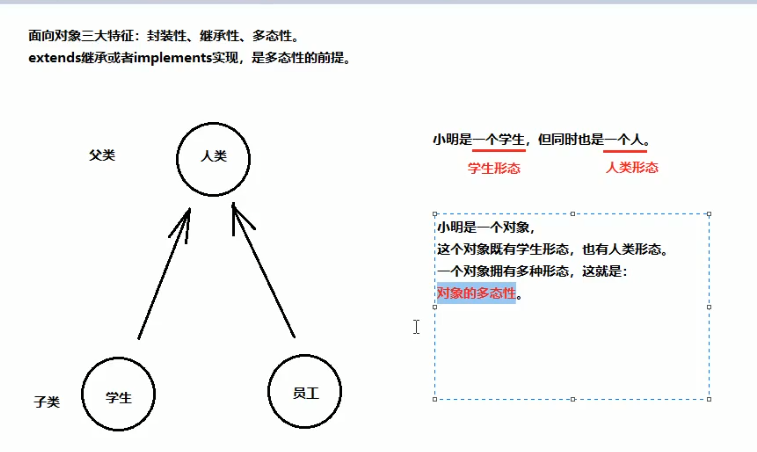 面向对象三大特征：封装性、继承性、多态性。
extends继承或者implements实现，是多态性的前提。
父类
人类
小明是一个学生，但同时也是一个人。
学生形态
人类形态
小明是一个对象，
这个对象既有学生形态，也有人类形态。
一个对象拥有多种形态，这就是：
对象的多态性。
子类
学生
员工